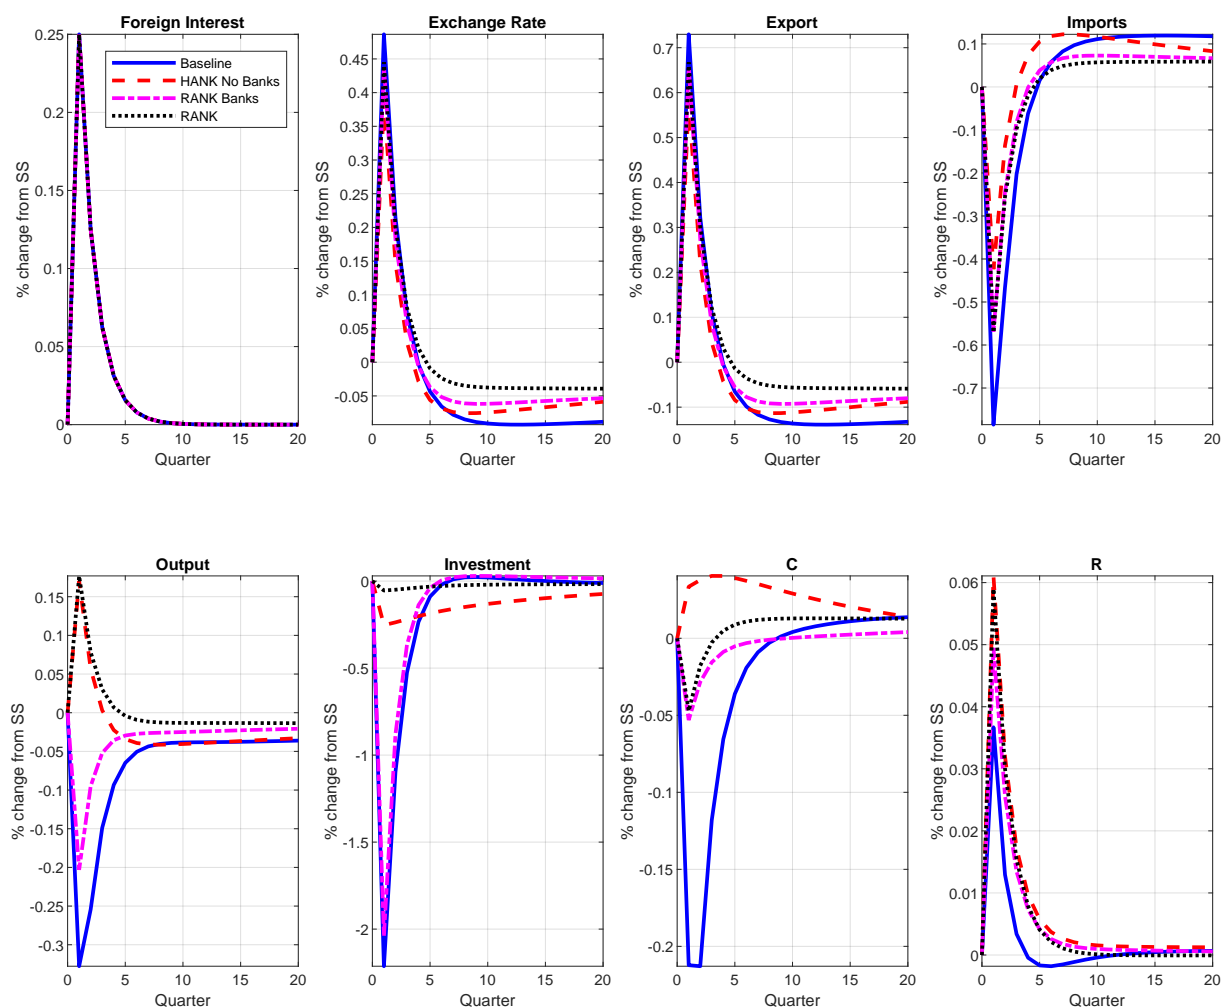 Foreign Interest
0.25
0.2
0.15
0.1
0.05
0
% change from SS
0 5 10 15 20
Quarter
Baseline
HANK No Banks
RANK Banks
RANK
Exchange Rate
0.45
0.4
0.35
0.3
0.25
0.2
0.15
0.1
0.05
0
-0.05
% change from SS
0 5 10 15 20
Quarter
Export
0.7
0.6
0.5
0.4
0.3
0.2
0.1
0
-0.1
% change from SS
0 5 10 15 20
Quarter
Imports
0.1
0
-0.1
-0.2
-0.3
-0.4
-0.5
-0.6
-0.7
% change from SS
0 5 10 15 20
Quarter
Output
0.15
0.1
0.05
0
-0.05
-0.1
-0.15
-0.2
-0.25
-0.3
% change from SS
0 5 10 15 20
Quarter
Investment
0
-0.5
-1
-1.5
-2
% change from SS
0 5 10 15 20
Quarter
C
0
-0.05
-0.1
-0.15
-0.2
% change from SS
0 5 10 15 20
Quarter
R
0.06
0.05
0.04
0.03
0.02
0.01
0
% change from SS
0 5 10 15 20
Quarter